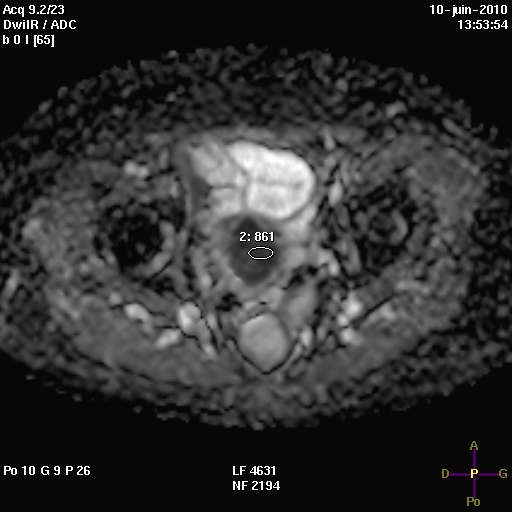 Acq 9.2/23
DwiIR / ADC
b 0 I [65]
10-juin-2010
13:53:54
2: 861
Po 10 G 9 P 26
LF 4631
NF 2194
A
D P G
Po